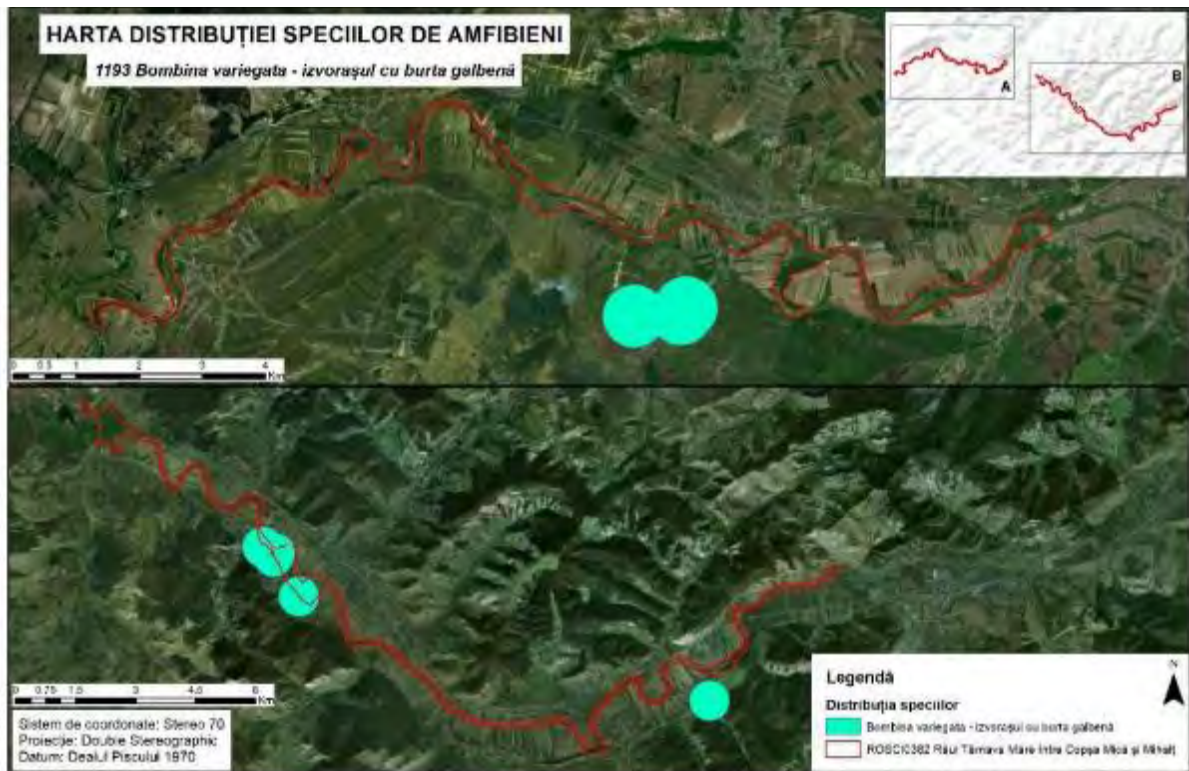 HARTA DISTRIBUȚIEI SPECIILOR DE AMFIBIENI
1193 Bombina variegata - izvorașul cu burta galbenă
A
B
0 0.5 1 2 3 4
Km
0 0.75 1.5 3 4.5 6
Km
Sistem de coordonate: Stereo 70
Proiecție: Double Stereographic
Datum: Dealul Piscului 1970
N
Legendă
Distribuția speciilor
Bombina variegata - izvorașul cu burta galbenă
ROSCI0382 Râul Târnava Mare între Copșa Mică și Mihalț